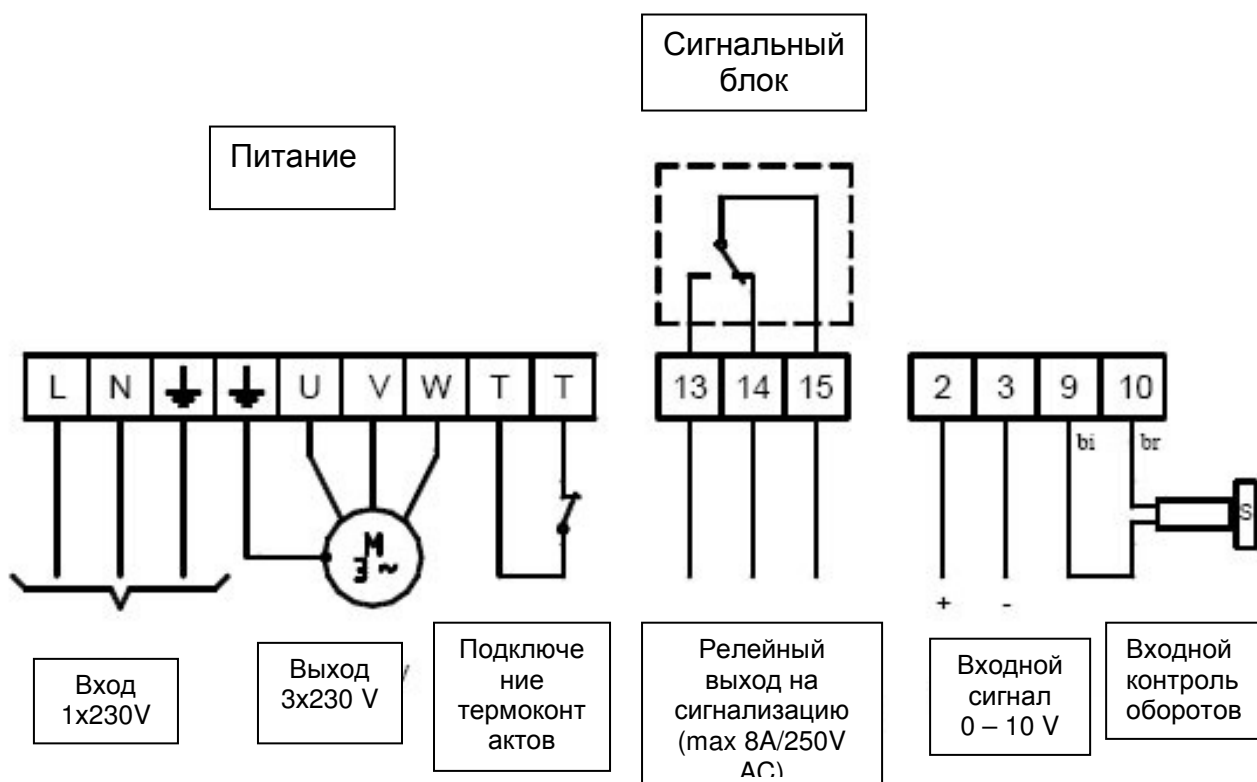 Сигнальный
блок
Питание
L N U V W T T
13 14 15
2 3 9 10
bi br
M
3 ~
S
+ -
Вход
1x230V
Выход
3x230 V
Подключе
ние
термоконт
актов
Релейный
выход на
сигнализацию
(max 8A/250V
AC)
Входной
сигнал
0 – 10 V
Входной
контроль
оборотов